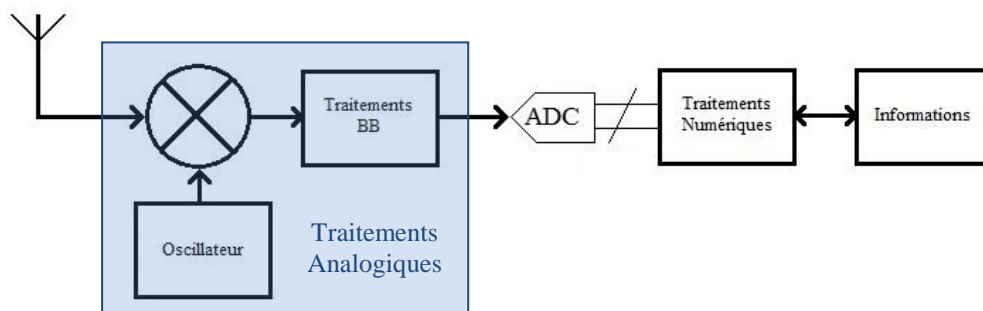 Traitements
BB
ADC
Traitements
Numériques
Informations
Oscillateur
Traitements
Analogiques